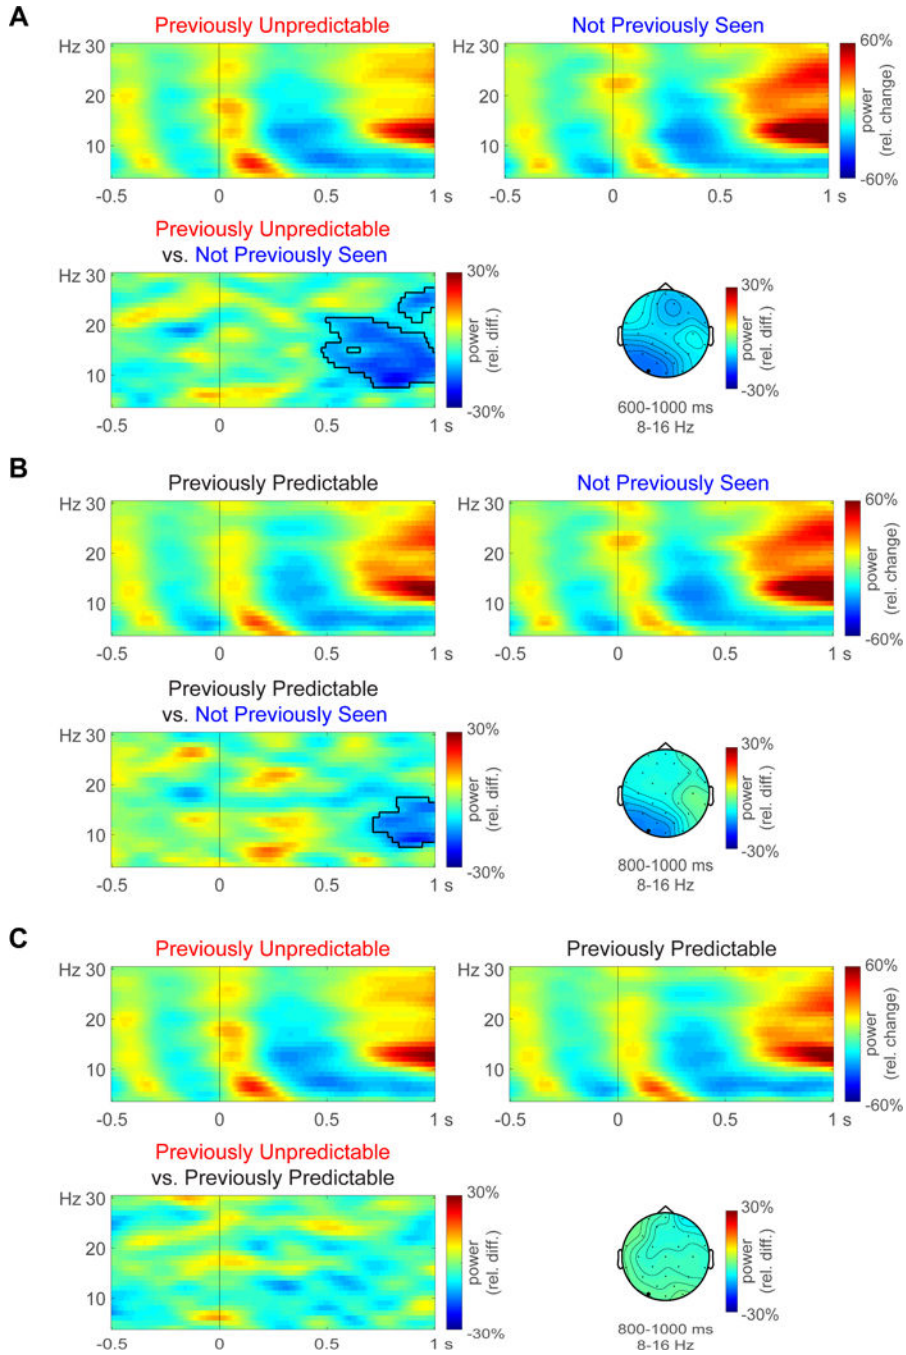 A
Previously Unpredictable
Not Previously Seen
Hz 30
20
10
-0.5
0
0.5
1 s
Hz 30
20
10
-0.5
0
0.5
1 s
60%
power
(rel. change)
-60%
Previously Unpredictable
vs. Not Previously Seen
Hz 30
20
10
-0.5
0
0.5
1 s
30%
power
(rel. diff.)
-30%
30%
power
(rel. diff.)
-30%
600-1000 ms
8-16 Hz
B
Previously Predictable
Not Previously Seen
Hz 30
20
10
-0.5
0
0.5
1 s
Hz 30
20
10
-0.5
0
0.5
1 s
60%
power
(rel. change)
-60%
Previously Predictable
vs. Not Previously Seen
Hz 30
20
10
-0.5
0
0.5
1 s
30%
power
(rel. diff.)
-30%
30%
power
(rel. diff.)
-30%
800-1000 ms
8-16 Hz
C
Previously Unpredictable
Previously Predictable
Hz 30
20
10
-0.5
0
0.5
1 s
Hz 30
20
10
-0.5
0
0.5
1 s
60%
power
(rel. change)
-60%
Previously Unpredictable
vs. Previously Predictable
Hz 30
20
10
-0.5
0
0.5
1 s
30%
power
(rel. diff.)
-30%
30%
power
(rel. diff.)
-30%
800-1000 ms
8-16 Hz